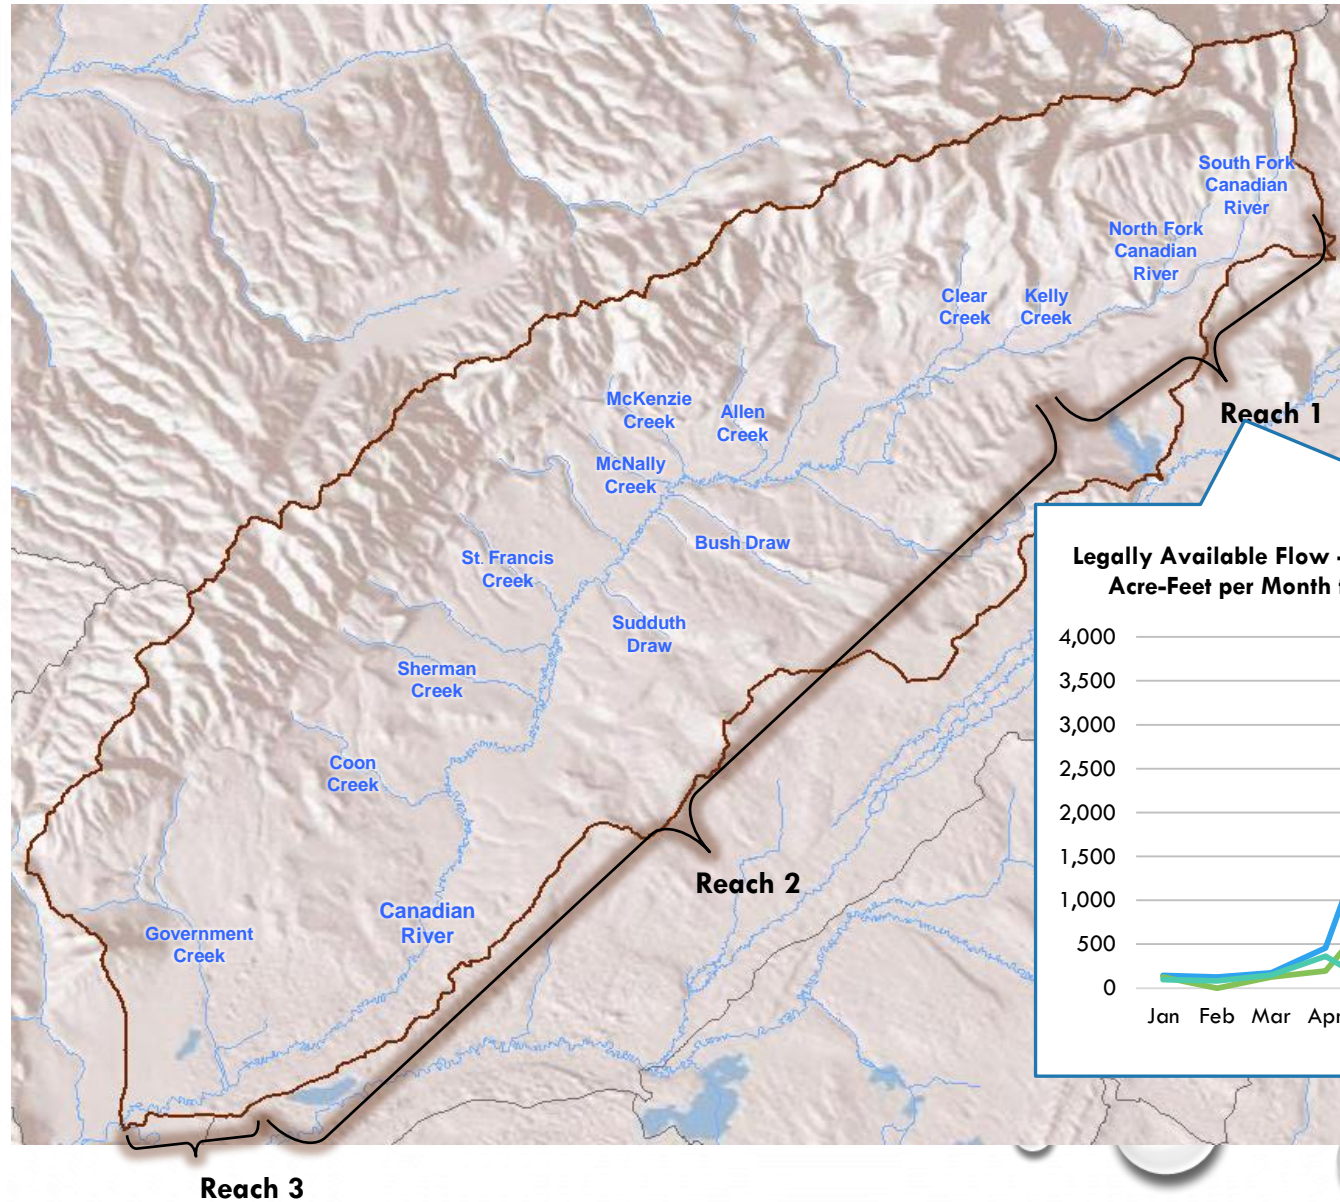 South Fork
Canadian
River
North Fork
Canadian
River
Clear
Creek
Kelly
Creek
McKenzie
Creek
Allen
Creek
Reach 1
McNally
Creek
Bush Draw
St. Francis
Creek
Sudduth
Draw
Sherman
Creek
Coon
Creek
Reach 2
Canadian
River
Government
Creek
Reach 3
Legally Available Flow -
Acre-Feet per Month
4,000
3,500
3,000
2,500
2,000
1,500
1,000
500
0
Jan Feb Mar Apr